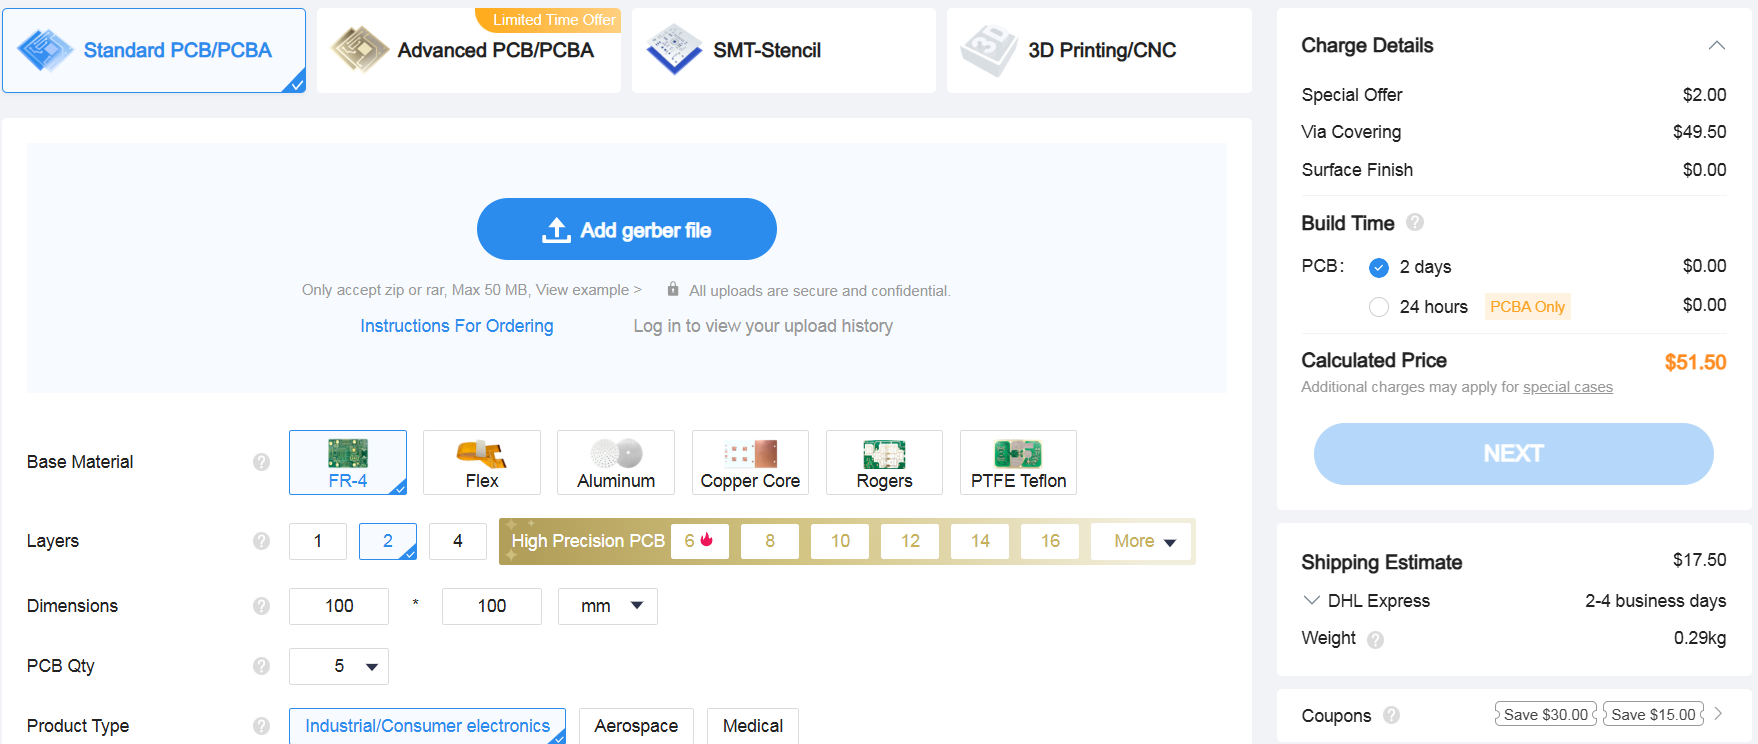 Standard PCB/PCBA
Limited Time Offer
Advanced PCB/PCBA
SMT-Stencil
3D Printing/CNC
Add gerber file
Only accept zip or rar, Max 50 MB, View example > All uploads are secure and confidential.
Instructions For Ordering Log in to view your upload history
Base Material ? FR-4 Flex Aluminum Copper Core Rogers PTFE Teflon
Layers ? 1 2 4 High Precision PCB 6 8 10 12 14 16 More
Dimensions ? 100 * 100 mm
PCB Qty ? 5
Product Type ? Industrial/Consumer electronics Aerospace Medical
Charge Details
Special Offer $2.00
Via Covering $49.50
Surface Finish $0.00
Build Time ?
PCB: 2 days $0.00
24 hours PCBA Only $0.00
Calculated Price $51.50
Additional charges may apply for special cases
NEXT
Shipping Estimate $17.50
DHL Express 2-4 business days
Weight ? 0.29kg
Coupons ? Save $30.00 Save $15.00 >